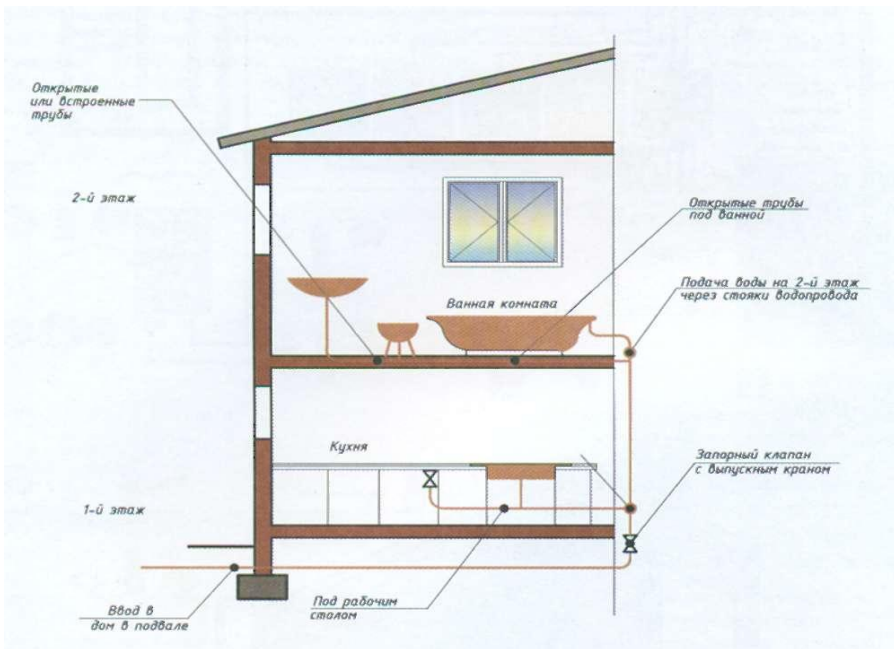 Открытые
или встроенные
трубы
2-й этаж
Открытые трубы
под ванной
Подача воды на 2-й этаж
через стояки водопровода
Ванная комната
Кухня
Запорный клапан
с выпускным краном
1-й этаж
Под рабочим
столом
Ввод в
дом в подвале